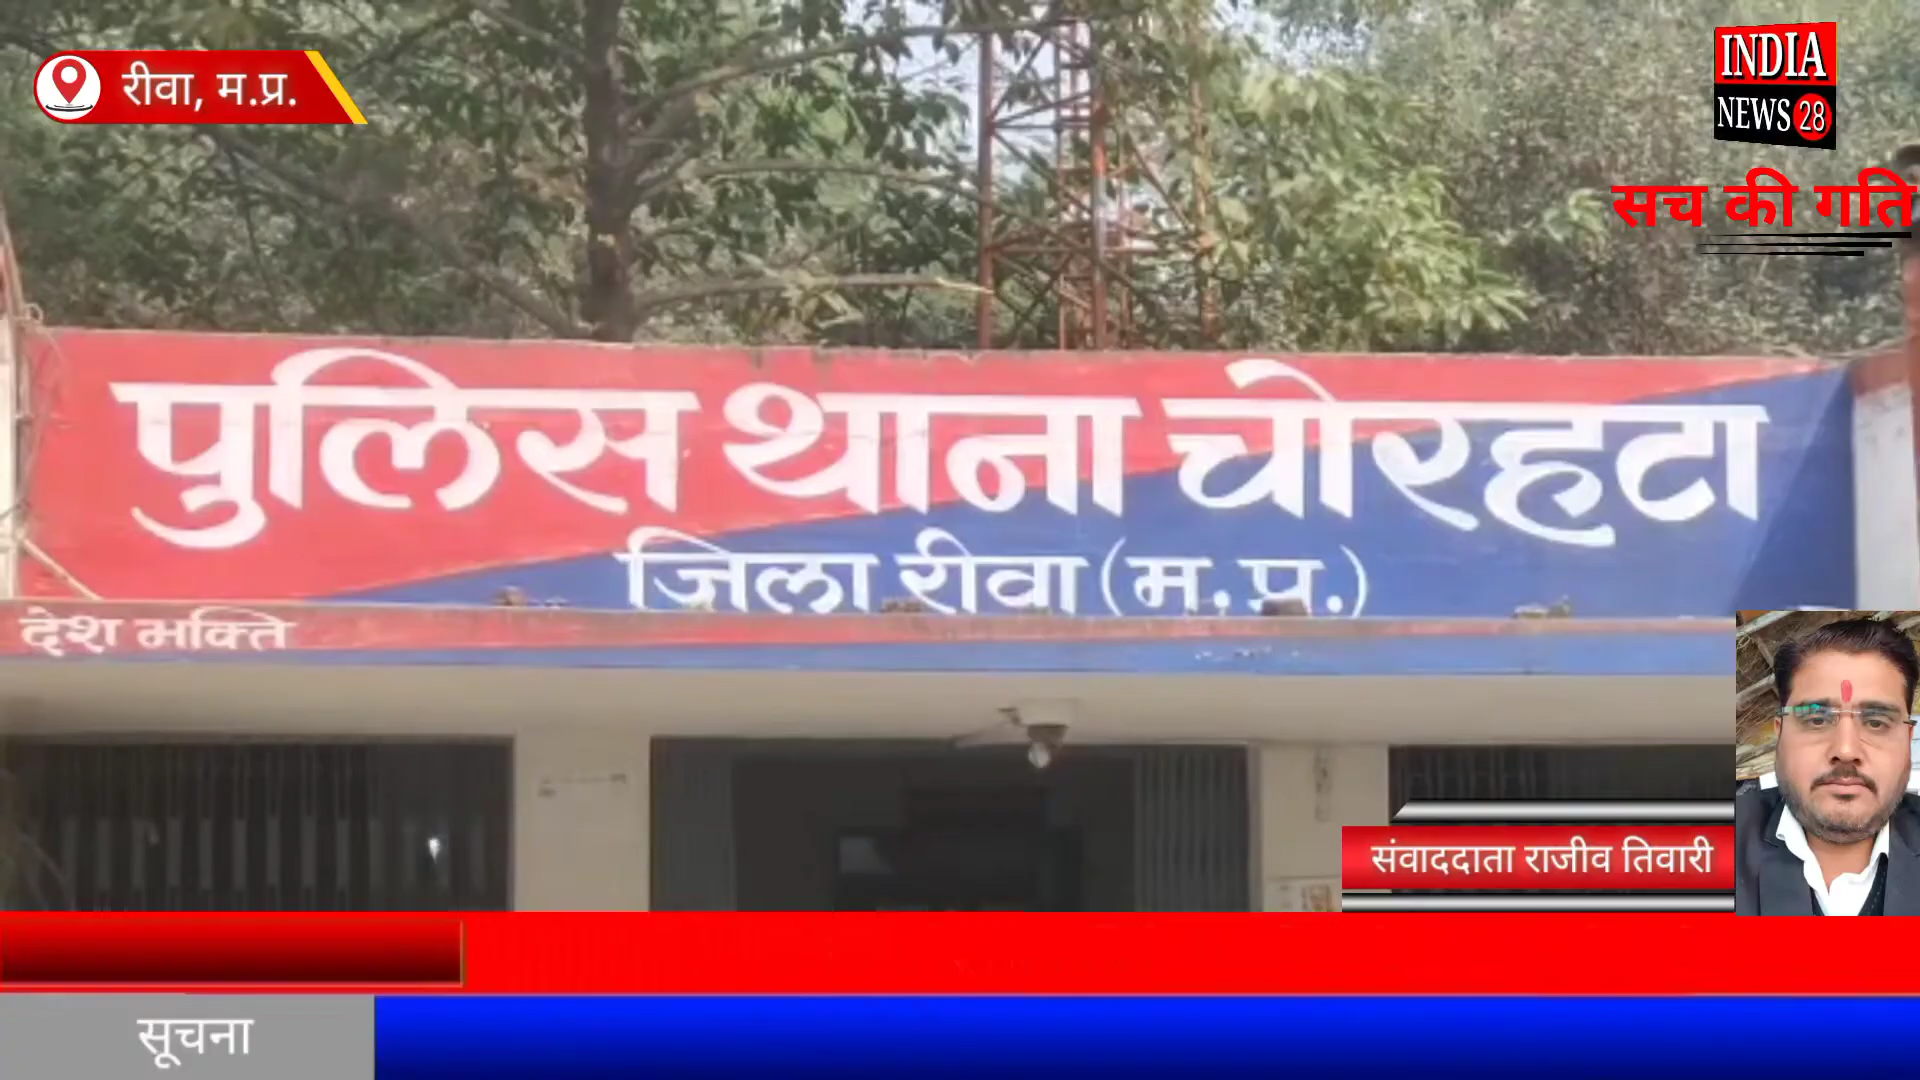 रीवा, म.प्र.
INDIA
NEWS 28
सच की गति
पुलिस थाना चोरहटा
जिला रीवा (म.प्र.)
देश भक्ति
संवाददाता राजीव तिवारी
सूचना